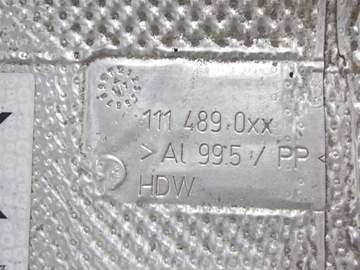 111 489 0xx
>Al 99.5 / PP <
HDW